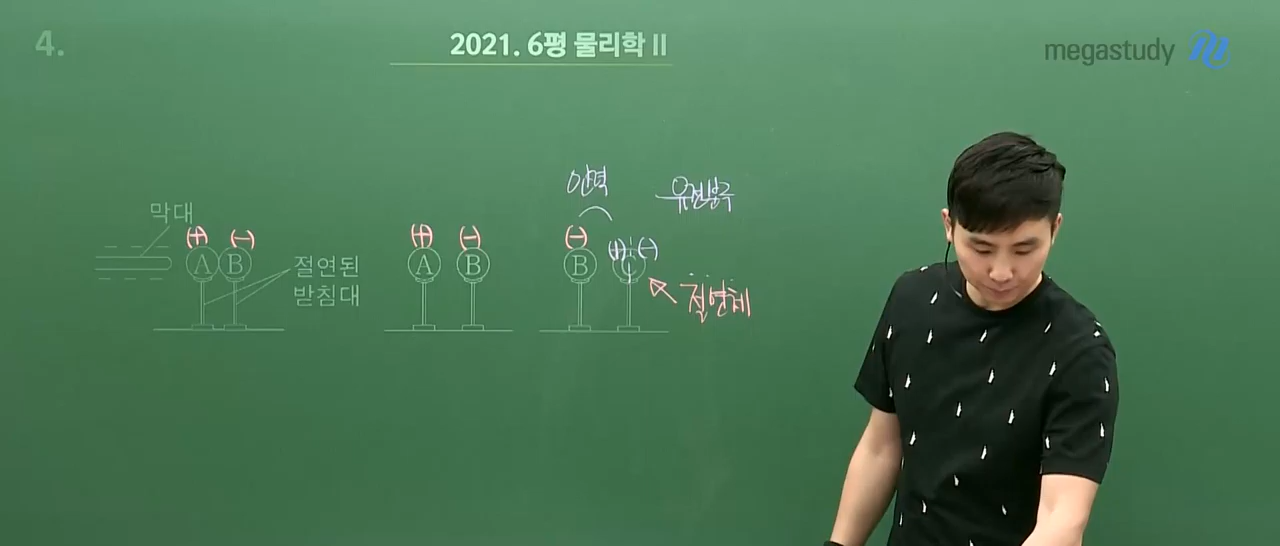 4.
2021. 6평 물리학 II
megastudy
인력
유전분극
막대
(+) (-)
A B
절연된
받침대
(+) (-)
A B
(-) (+) (-)
B C
절연체